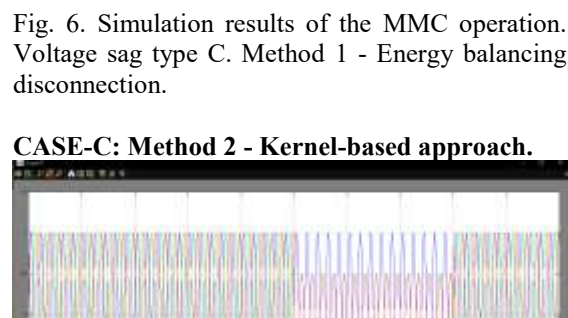 Fig. 6. Simulation results of the MMC operation.
Voltage sag type C. Method 1 - Energy balancing
disconnection.
CASE-C: Method 2 - Kernel-based approach.